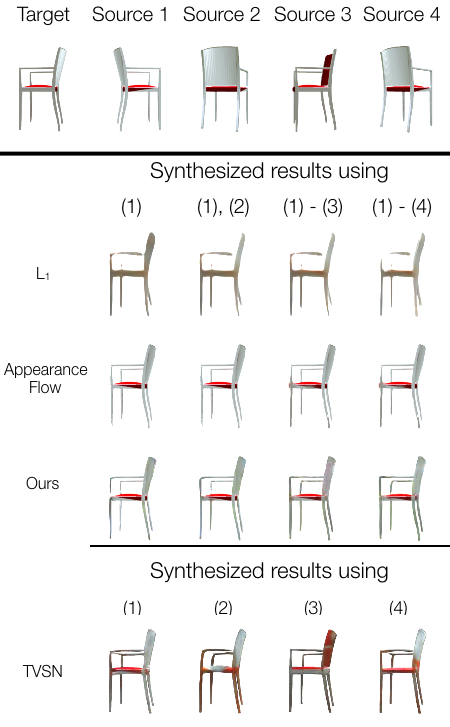 Target Source 1 Source 2 Source 3 Source 4
Synthesized results using
(1) (1), (2) (1) - (3) (1) - (4)
L₁
Appearance
Flow
Ours
Synthesized results using
(1) (2) (3) (4)
TVSN